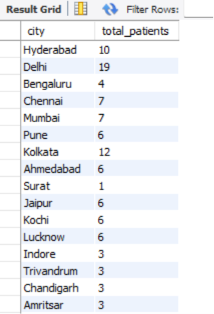 Result Grid Filter Rows:
city total_patients
Hyderabad 10
Delhi 19
Bengaluru 4
Chennai 7
Mumbai 7
Pune 6
Kolkata 12
Ahmedabad 6
Surat 1
Jaipur 6
Kochi 6
Lucknow 6
Indore 3
Trivandrum 3
Chandigarh 3
Amritsar 3